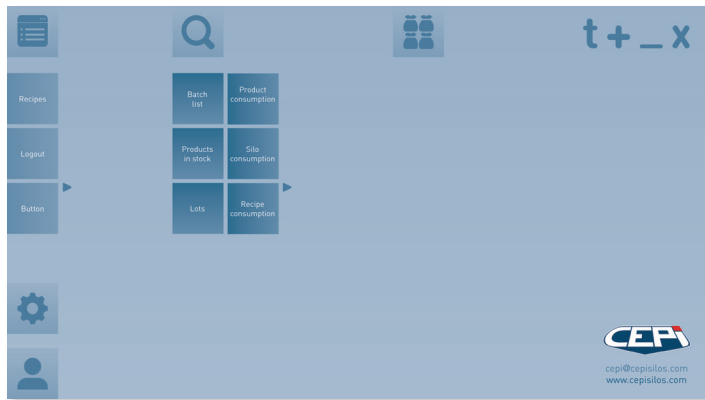 t + _ x
Recipes
Batch
list
Product
consumption
Logout
Products
in stock
Silo
consumption
Button
Lots
Recipe
consumption
CEPi
cepi@cepisilos.com
www.cepisilos.com